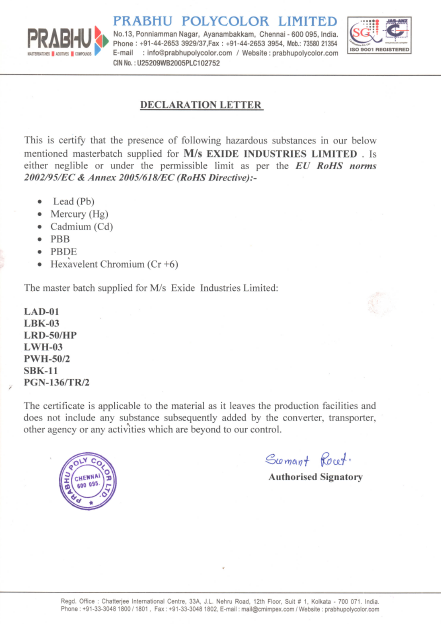 PRABHU
MASTERBATCHES | ADDITIVES | COMPOUNDS
PRABHU POLYCOLOR LIMITED
No.13, Ponniamman Nagar, Ayanambakkam, Chennai - 600 095, India.
Phone : +91-44-2653 3929/37,Fax : +91-44-2653 3954, Mob.: 73580 21354
E-mail : info@prabhupolycolor.com / Website : prabhupolycolor.com
CIN No. : U25209WB2005PLC102752
ISO 9001 REGISTERED
DECLARATION LETTER
This is certify that the presence of following hazardous substances in our below
mentioned masterbatch supplied for M/s EXIDE INDUSTRIES LIMITED . Is
either neglible or under the permissible limit as per the EU RoHS norms
2002/95/EC & Annex 2005/618/EC (RoHS Directive):-
• Lead (Pb)
• Mercury (Hg)
• Cadmium (Cd)
• PBB
• PBDE
• Hexavelent Chromium (Cr +6)
The master batch supplied for M/s Exide Industries Limited:
LAD-01
LBK-03
LRD-50/HP
LWH-03
PWH-50/2
SBK-11
PGN-136/TR/2
The certificate is applicable to the material as it leaves the production facilities and
does not include any substance subsequently added by the converter, transporter,
other agency or any activities which are beyond to our control.
PRABHU POLY COLOR LTD.
CHENNAI
600 095
Authorised Signatory
Regd. Office : Chatterjee International Centre, 33A, J.L. Nehru Road, 12th Floor, Suit # 1, Kolkata - 700 071. India.
Phone : +91-33-3048 1800 / 1801 , Fax : +91-33-3048 1802, E-mail : mail@cmimpex.com / Website : prabhupolycolor.com